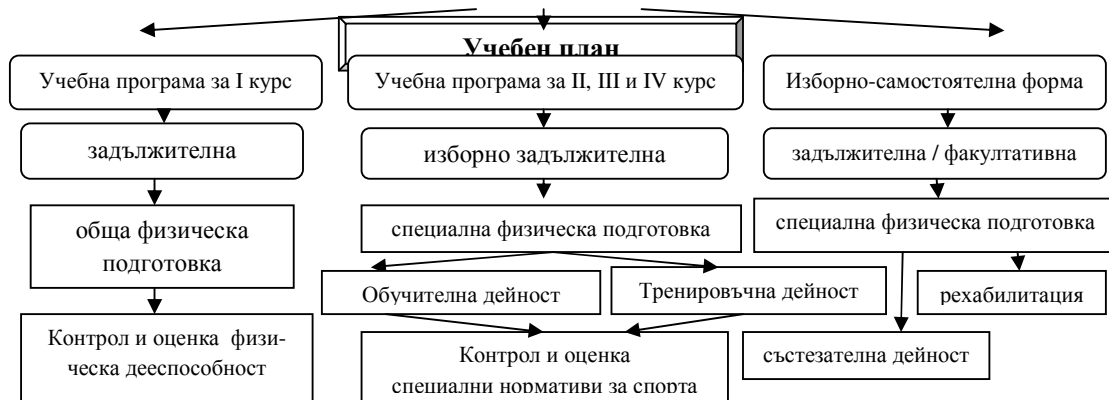 Учебен план
Учебна програма за I курс
Учебна програма за II, III и IV курс
Изборно-самостоятелна форма
задължителна
изборно задължителна
задължителна / факултативна
обща физическа
подготовка
специална физическа подготовка
специална физическа подготовка
Обучителна дейност
Тренировъчна дейност
рехабилитация
Контрол и оценка физи-
ческа дееспособност
Контрол и оценка
специални нормативи за спорта
състезателна дейност